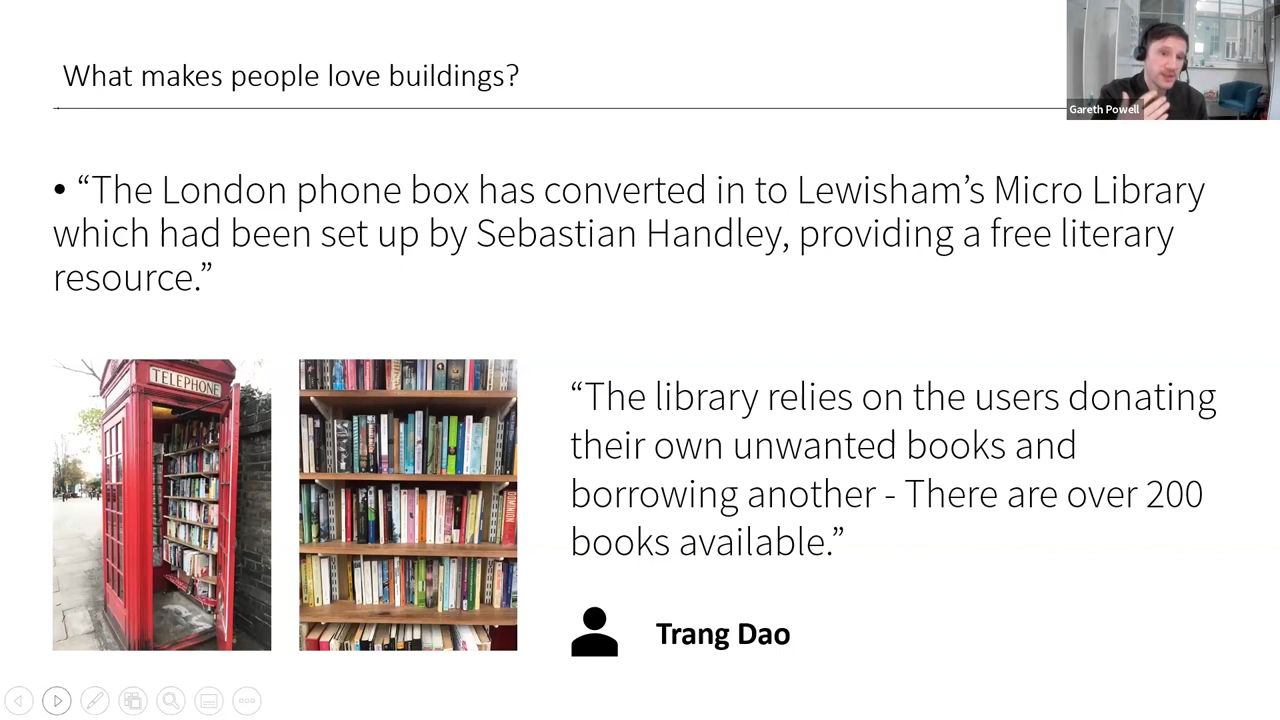 What makes people love buildings?
Gareth Powell
• “The London phone box has converted in to Lewisham’s Micro Library
which had been set up by Sebastian Handley, providing a free literary
resource.”
TELEPHONE
“The library relies on the users donating
their own unwanted books and
borrowing another - There are over 200
books available.”
Trang Dao